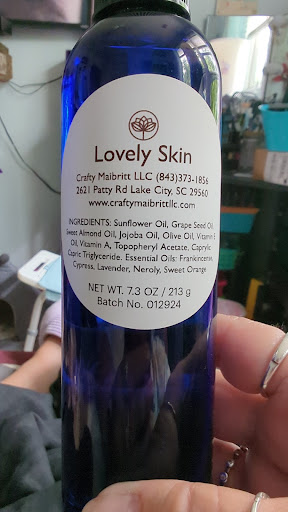 Lovely Skin
Crafty Maibritt LLC (843)373-1856
2621 Patty Rd Lake City, SC 29560
www.craftymaibrittllc.com
INGREDIENTS: Sunflower Oil, Grape Seed Oil,
Sweet Almond Oil, Jojoba Oil, Olive Oil, Vitamin E
Oil, Vitamin A, Topopheryl Acetate, Caprylic
Capric Triglyceride. Essential Oils: Frankincense,
Cypress, Lavender, Neroly, Sweet Orange
NET WT. 7.3 OZ / 213 g
Batch No. 012924